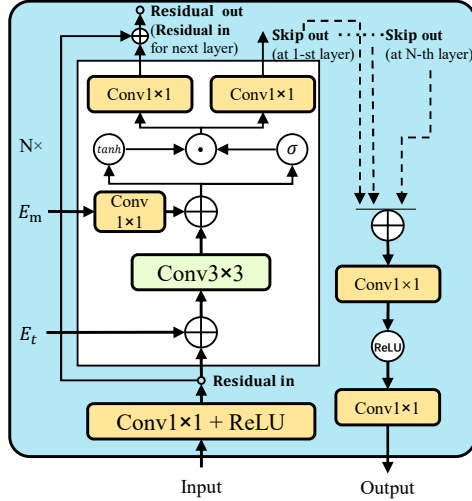 Residual out
(Residual in
for next layer)
Skip out
(at 1-st layer)
Skip out
(at N-th layer)
Conv1×1
Conv1×1
tanh
σ
N×
E_m
Conv
1×1
Conv3×3
Conv1×1
E_t
ReLU
Residual in
Conv1×1 + ReLU
Conv1×1
Input
Output